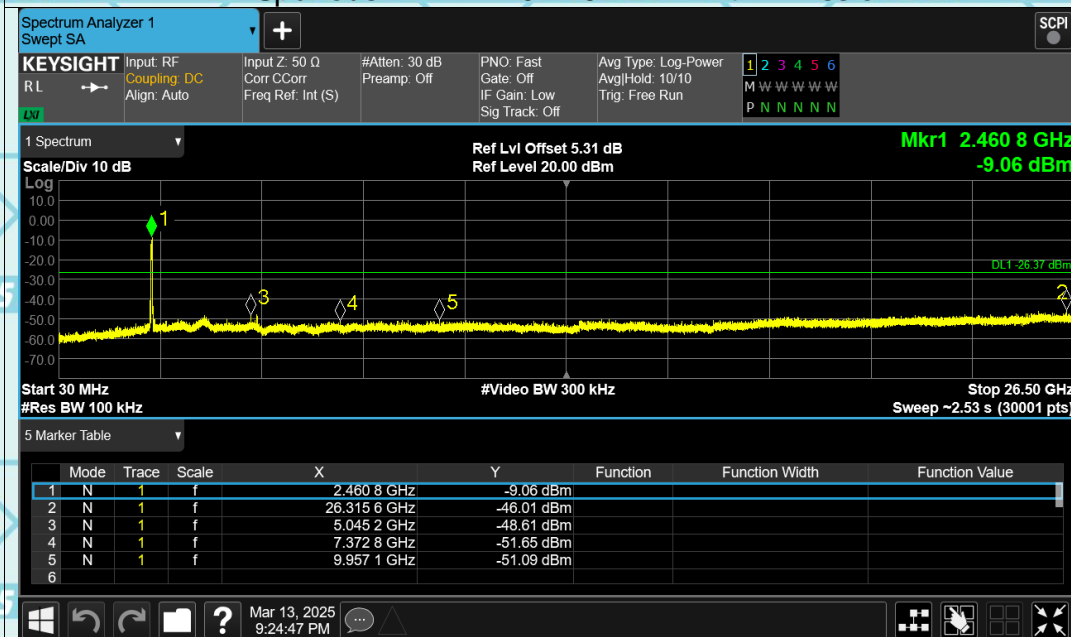 Spectrum Analyzer 1
Swept SA
+
SCPI
KEYSIGHT
R L
LXI
Input: RF
Coupling: DC
Align: Auto
Input Z: 50 Ω
Corr CCorr
Freq Ref: Int (S)
#Atten: 30 dB
Preamp: Off
PNO: Fast
Gate: Off
IF Gain: Low
Sig Track: Off
Avg Type: Log-Power
Avg|Hold: 10/10
Trig: Free Run
1 2 3 4 5 6
M W W W W W
P N N N N N
1 Spectrum
Scale/Div 10 dB
Ref Lvl Offset 5.31 dB
Ref Level 20.00 dBm
Mkr1 2.460 8 GHz
-9.06 dBm
Log
10.0
0.00
-10.0
-20.0
-30.0
-40.0
-50.0
-60.0
-70.0
1
3
4
5
2
DL1 -26.37 dBm
Start 30 MHz
#Video BW 300 kHz
Stop 26.50 GHz
#Res BW 100 kHz
Sweep ~2.53 s (30001 pts)
5 Marker Table
Mode Trace Scale X Y Function Function Width Function Value
1 N 1 f 2.460 8 GHz -9.06 dBm
2 N 1 f 26.315 6 GHz -46.01 dBm
3 N 1 f 5.045 2 GHz -48.61 dBm
4 N 1 f 7.372 8 GHz -51.65 dBm
5 N 1 f 9.957 1 GHz -51.09 dBm
6
?
Mar 13, 2025
9:24:47 PM